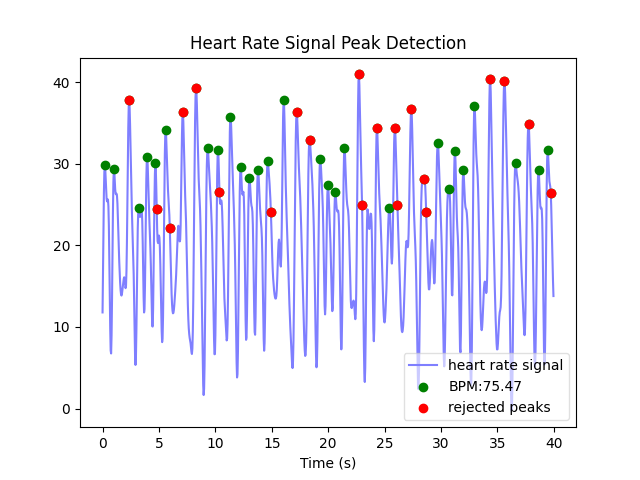 Heart Rate Signal Peak Detection
40
30
20
10
0
heart rate signal
BPM:75.47
rejected peaks
0 5 10 15 20 25 30 35 40
Time (s)